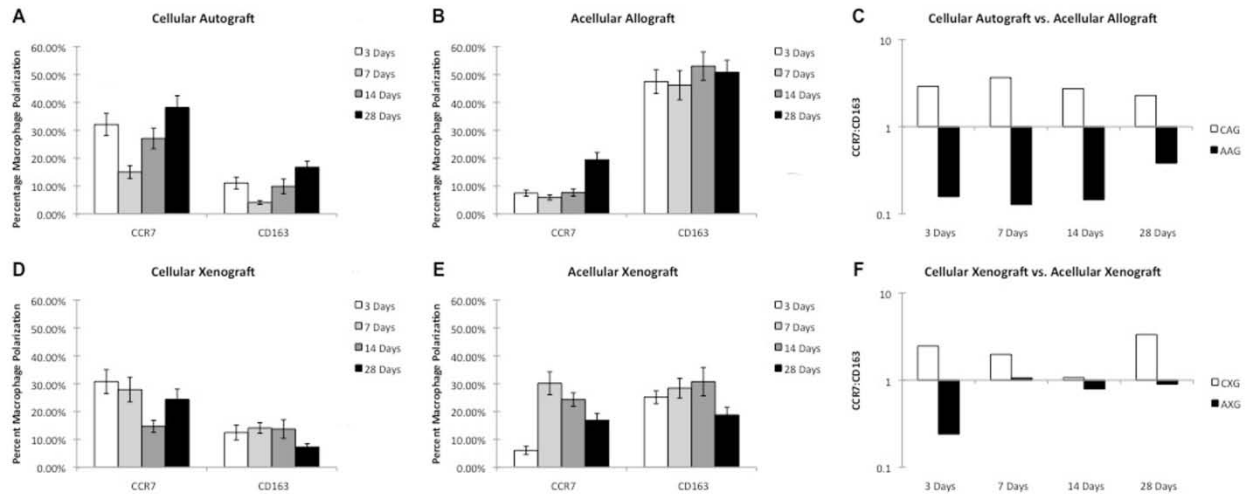 A
Cellular Autograft
Percentage Macrophage Polarization
60.00%
50.00%
40.00%
30.00%
20.00%
10.00%
0.00%
CCR7
CD163
3 Days
7 Days
14 Days
28 Days
B
Acellular Allograft
Percentage Macrophage Polarization
60.00%
50.00%
40.00%
30.00%
20.00%
10.00%
0.00%
CCR7
CD163
3 Days
7 Days
14 Days
28 Days
C
Cellular Autograft vs. Acellular Allograft
CCR7:CD163
10
1
0.1
3 Days
7 Days
14 Days
28 Days
CAG
AAG
D
Cellular Xenograft
Percent Macrophage Polarization
60.00%
50.00%
40.00%
30.00%
20.00%
10.00%
0.00%
CCR7
CD163
3 Days
7 Days
14 Days
28 Days
E
Acellular Xenograft
Percent Macrophage Polarization
60.00%
50.00%
40.00%
30.00%
20.00%
10.00%
0.00%
CCR7
CD163
3 Days
7 Days
14 Days
28 Days
F
Cellular Xenograft vs. Acellular Xenograft
CCR7:CD163
10
1
0.1
3 Days
7 Days
14 Days
28 Days
CXG
AXG